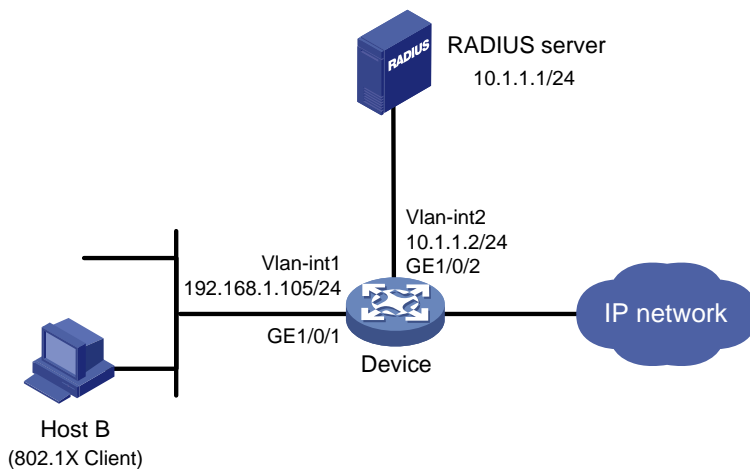 RADIUS
RADIUS server
10.1.1.1/24
Vlan-int2
10.1.1.2/24
GE1/0/2
Vlan-int1
192.168.1.105/24
GE1/0/1
Device
IP network
Host B
(802.1X Client)